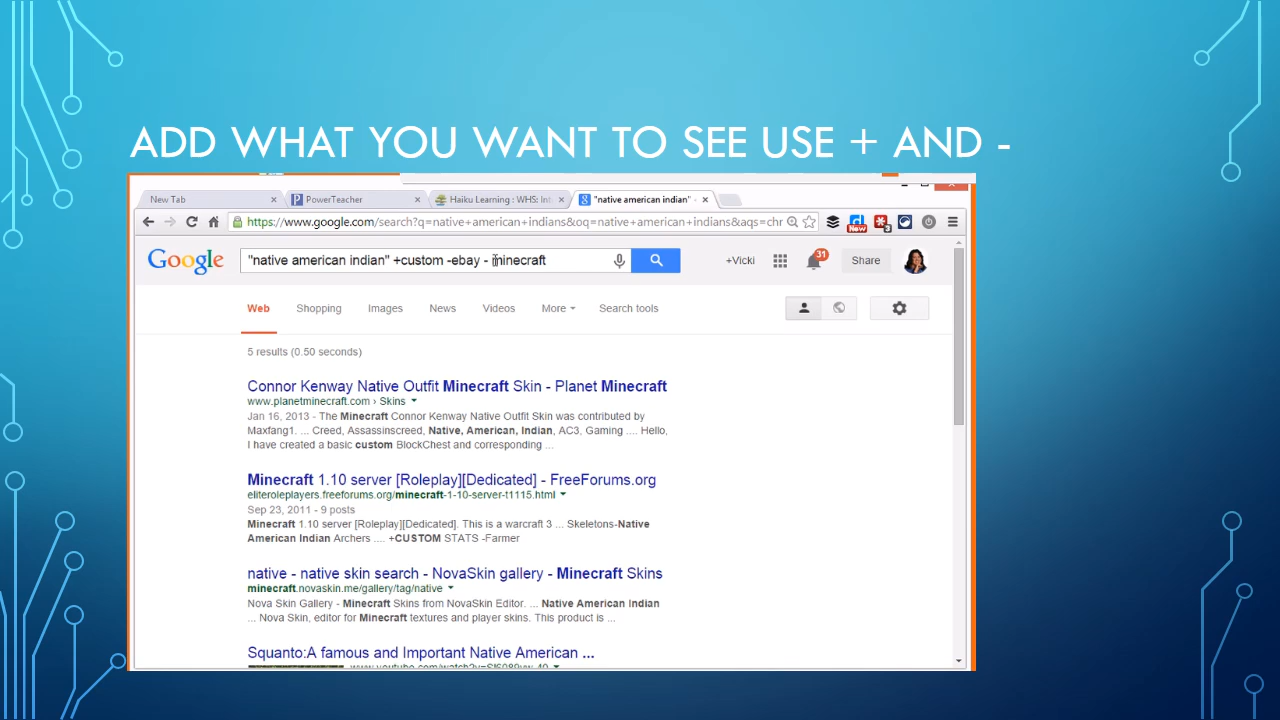 ADD WHAT YOU WANT TO SEE USE + AND -
New Tab
PowerTeacher
Haiku Learning : WHS: Int
"native american indian" -
https://www.google.com/search?q=native+american+indians&oq=native+american+indians&aqs=chr
New
3
Google
"native american indian" +custom -ebay - minecraft
+Vicki
31
Share
Web
Shopping
Images
News
Videos
More
Search tools
5 results (0.50 seconds)
Connor Kenway Native Outfit Minecraft Skin - Planet Minecraft
www.planetminecraft.com › Skins
Jan 16, 2013 - The Minecraft Connor Kenway Native Outfit Skin was contributed by
Maxfang1. ... Creed, Assassinscreed, Native, American, Indian, AC3, Gaming .... Hello,
I have created a basic custom BlockChest and corresponding ...
Minecraft 1.10 server [Roleplay][Dedicated] - FreeForums.org
eliteroleplayers.freeforums.org/minecraft-1-10-server-t1115.html
Sep 23, 2011 - 9 posts
Minecraft 1.10 server [Roleplay][Dedicated]. This is a warcraft 3 ... Skeletons-Native
American Indian Archers .... +CUSTOM STATS -Farmer
native - native skin search - NovaSkin gallery - Minecraft Skins
minecraft.novaskin.me/gallery/tag/native
Nova Skin Gallery - Minecraft Skins from NovaSkin Editor. ... Native American Indian
... Nova Skin, editor for Minecraft textures and player skins. This product is ...
Squanto:A famous and Important Native American ...